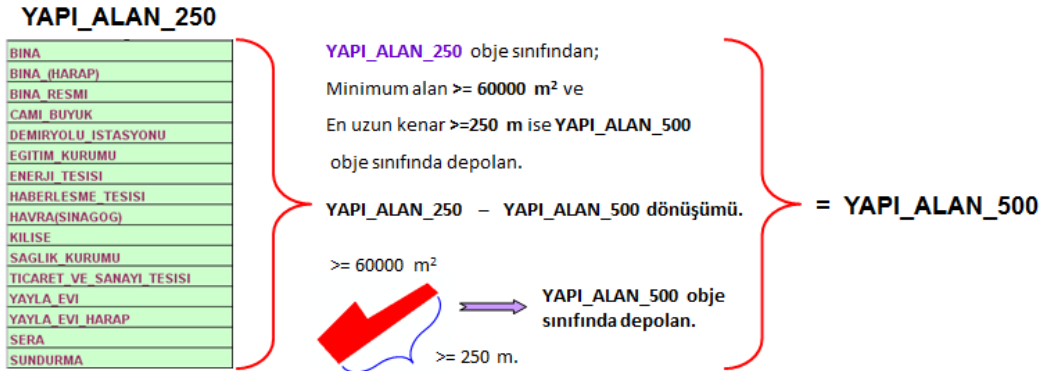 YAPI_ALAN_250
BINA
BINA_(HARAP)
BINA_RESMI
CAMI_BUYUK
DEMIRYOLU_ISTASYONU
EGITIM_KURUMU
ENERJI_TESISI
HABERLESME_TESISI
HAVRA(SINAGOG)
KILISE
SAGLIK_KURUMU
TICARET_VE_SANAYI_TESISI
YAYLA_EVI
YAYLA_EVI_HARAP
SERA
SUNDURMA
YAPI_ALAN_250 obje sınıfından;
Minimum alan >= 60000 m² ve
En uzun kenar >=250 m ise YAPI_ALAN_500
obje sınıfında depolan.
YAPI_ALAN_250 – YAPI_ALAN_500 dönüşümü.
>= 60000 m²
YAPI_ALAN_500 obje
sınıfında depolan.
>= 250 m.
= YAPI_ALAN_500